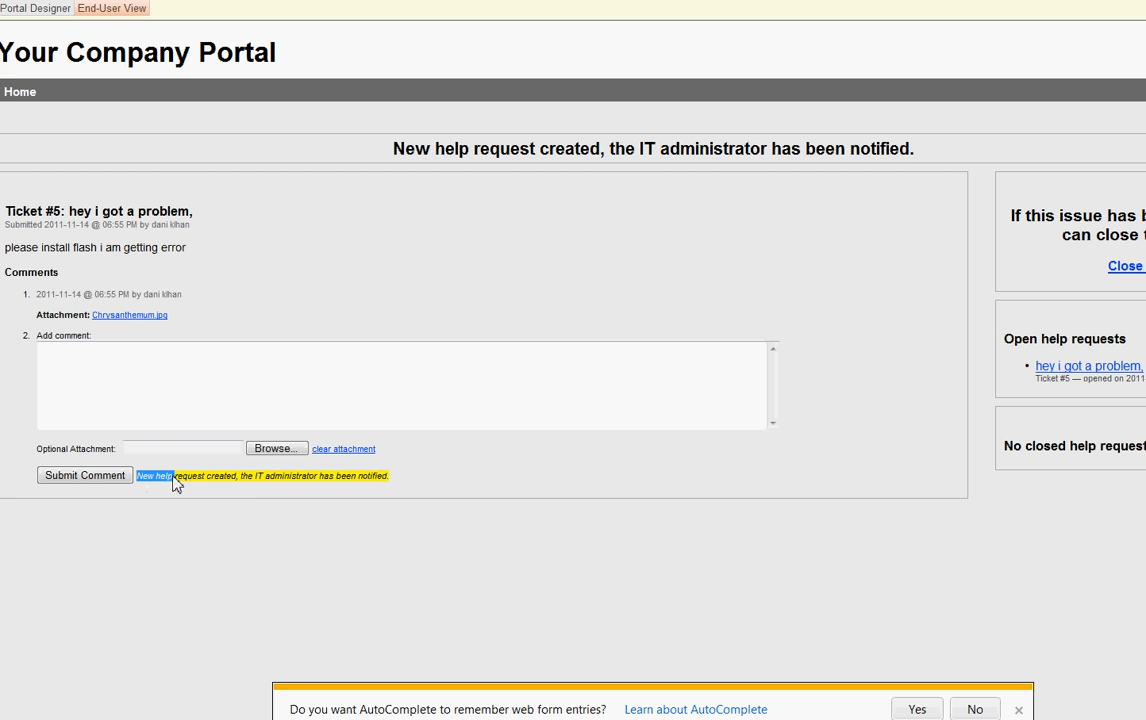 Portal Designer End-User View
Your Company Portal
Home
New help request created, the IT administrator has been notified.
Ticket #5: hey i got a problem,
Submitted 2011-11-14 @ 06:55 PM by dani klhan
please install flash i am getting error
Comments
1. 2011-11-14 @ 06:55 PM by dani klhan
Attachment: Chrysanthemum.jpg
2. Add comment:
Optional Attachment: Browse... clear attachment
Submit Comment New help request created, the IT administrator has been notified.
If this issue has b
can close t
Close
Open help requests
• hey i got a problem,
Ticket #5 — opened on 2011
No closed help request
Do you want AutoComplete to remember web form entries? Learn about AutoComplete Yes No